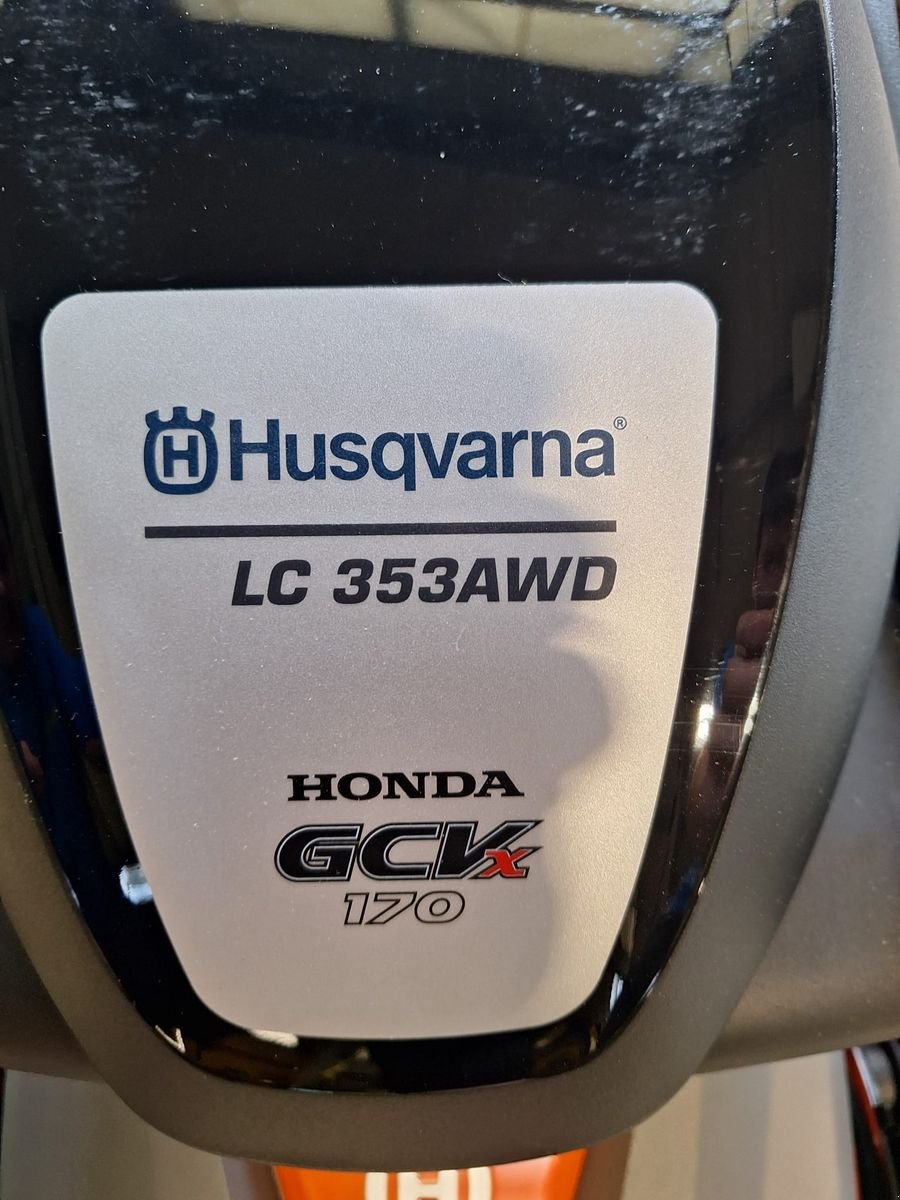 H Husqvarna®
LC 353AWD
HONDA
GCVx
170
H